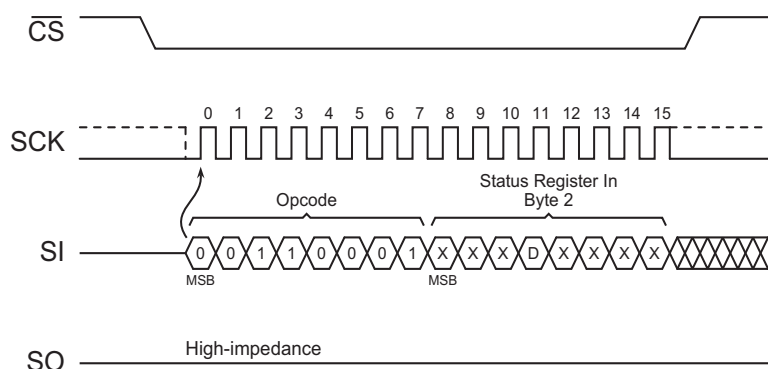 CS
0 1 2 3 4 5 6 7 8 9 10 11 12 13 14 15
SCK
Status Register In
Opcode Byte 2
SI 0 0 1 1 0 0 0 1 X X X D X X X X
MSB MSB
High-impedance
SO